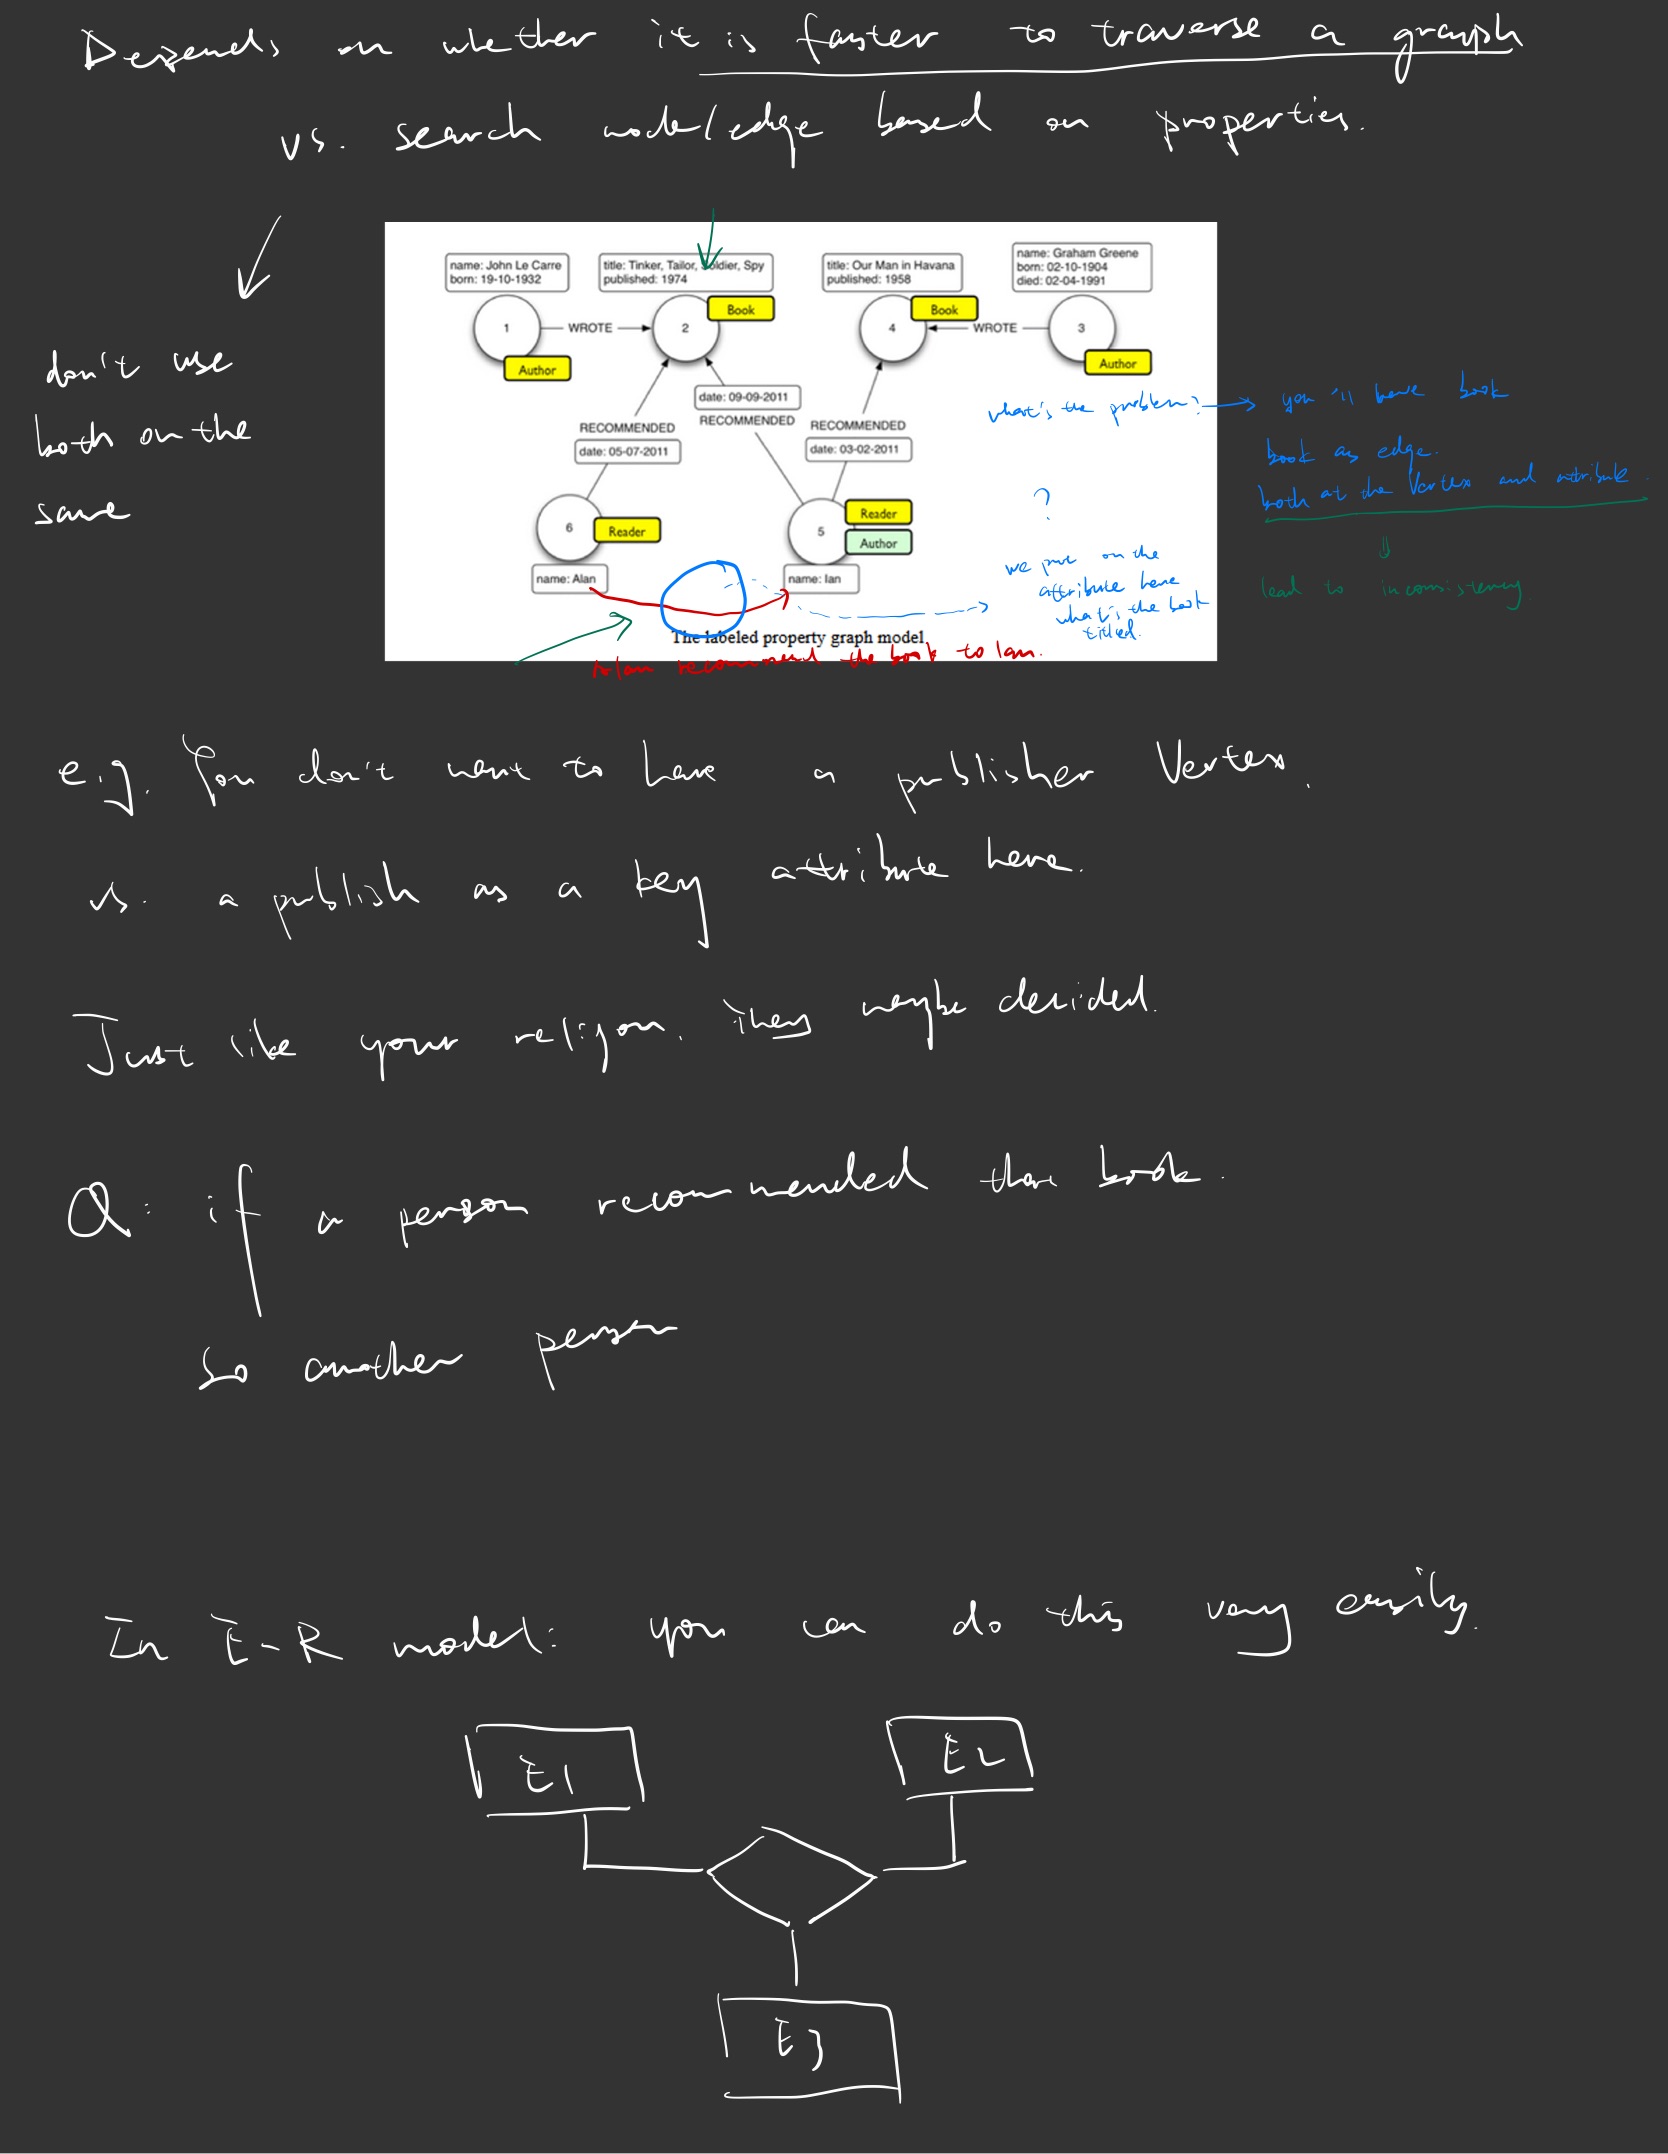 Depends on whether it is faster to traverse a graph
vs. search node/edge based on properties.
don't use
both on the
same
name: John Le Carre
born: 19-10-1932
title: Tinker, Tailor, Soldier, Spy
published: 1974
title: Our Man in Havana
published: 1958
name: Graham Greene
born: 02-10-1904
died: 02-04-1991
1
WROTE
2
Book
4
Book
WROTE
3
Author
Author
date: 09-09-2011
RECOMMENDED
RECOMMENDED
date: 05-07-2011
RECOMMENDED
date: 03-02-2011
6
Reader
5
Reader
Author
name: Alan
name: Ian
The labeled property graph model
Alan recommend the book to Ian.
what's the problem?
you'll have book
book as edge.
both at the Vertex and attribute.
lead to inconsistency.
?
we put on the
attribute here
what's the book
titled.
e.g. You don't want to have a publisher Vertex.
vs. a publish as a key attribute here.
Just like your religon. They maybe decided.
Q: if a person recommended the book.
so another person
In E-R model: you can do this very easily.
E1
E2
E3